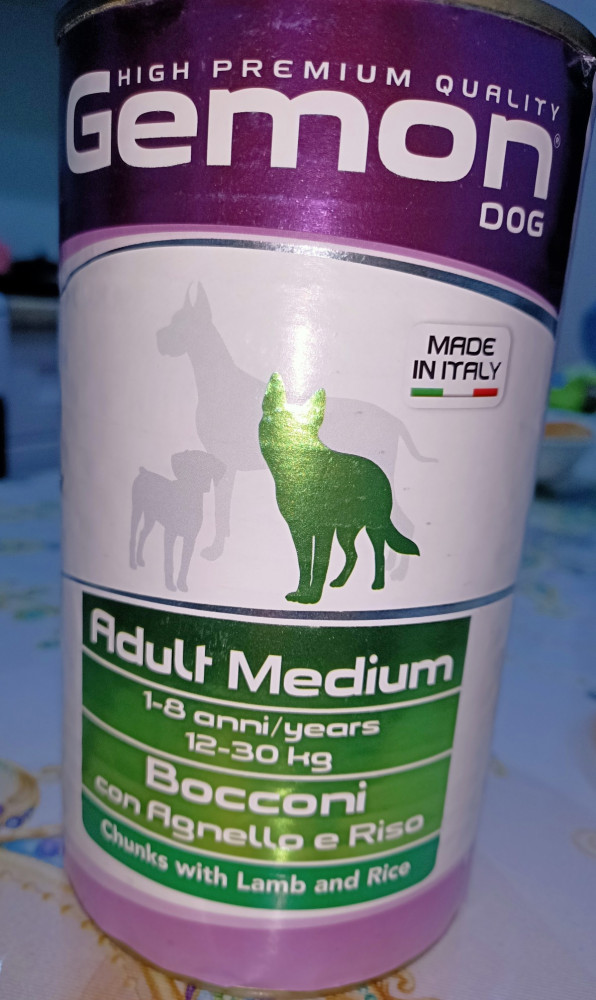 HIGH PREMIUM QUALITY
Gemon®
DOG
MADE
IN ITALY
Adult Medium
1-8 anni/years
12-30 kg
Bocconi
con Agnello e Riso
Chunks with Lamb and Rice